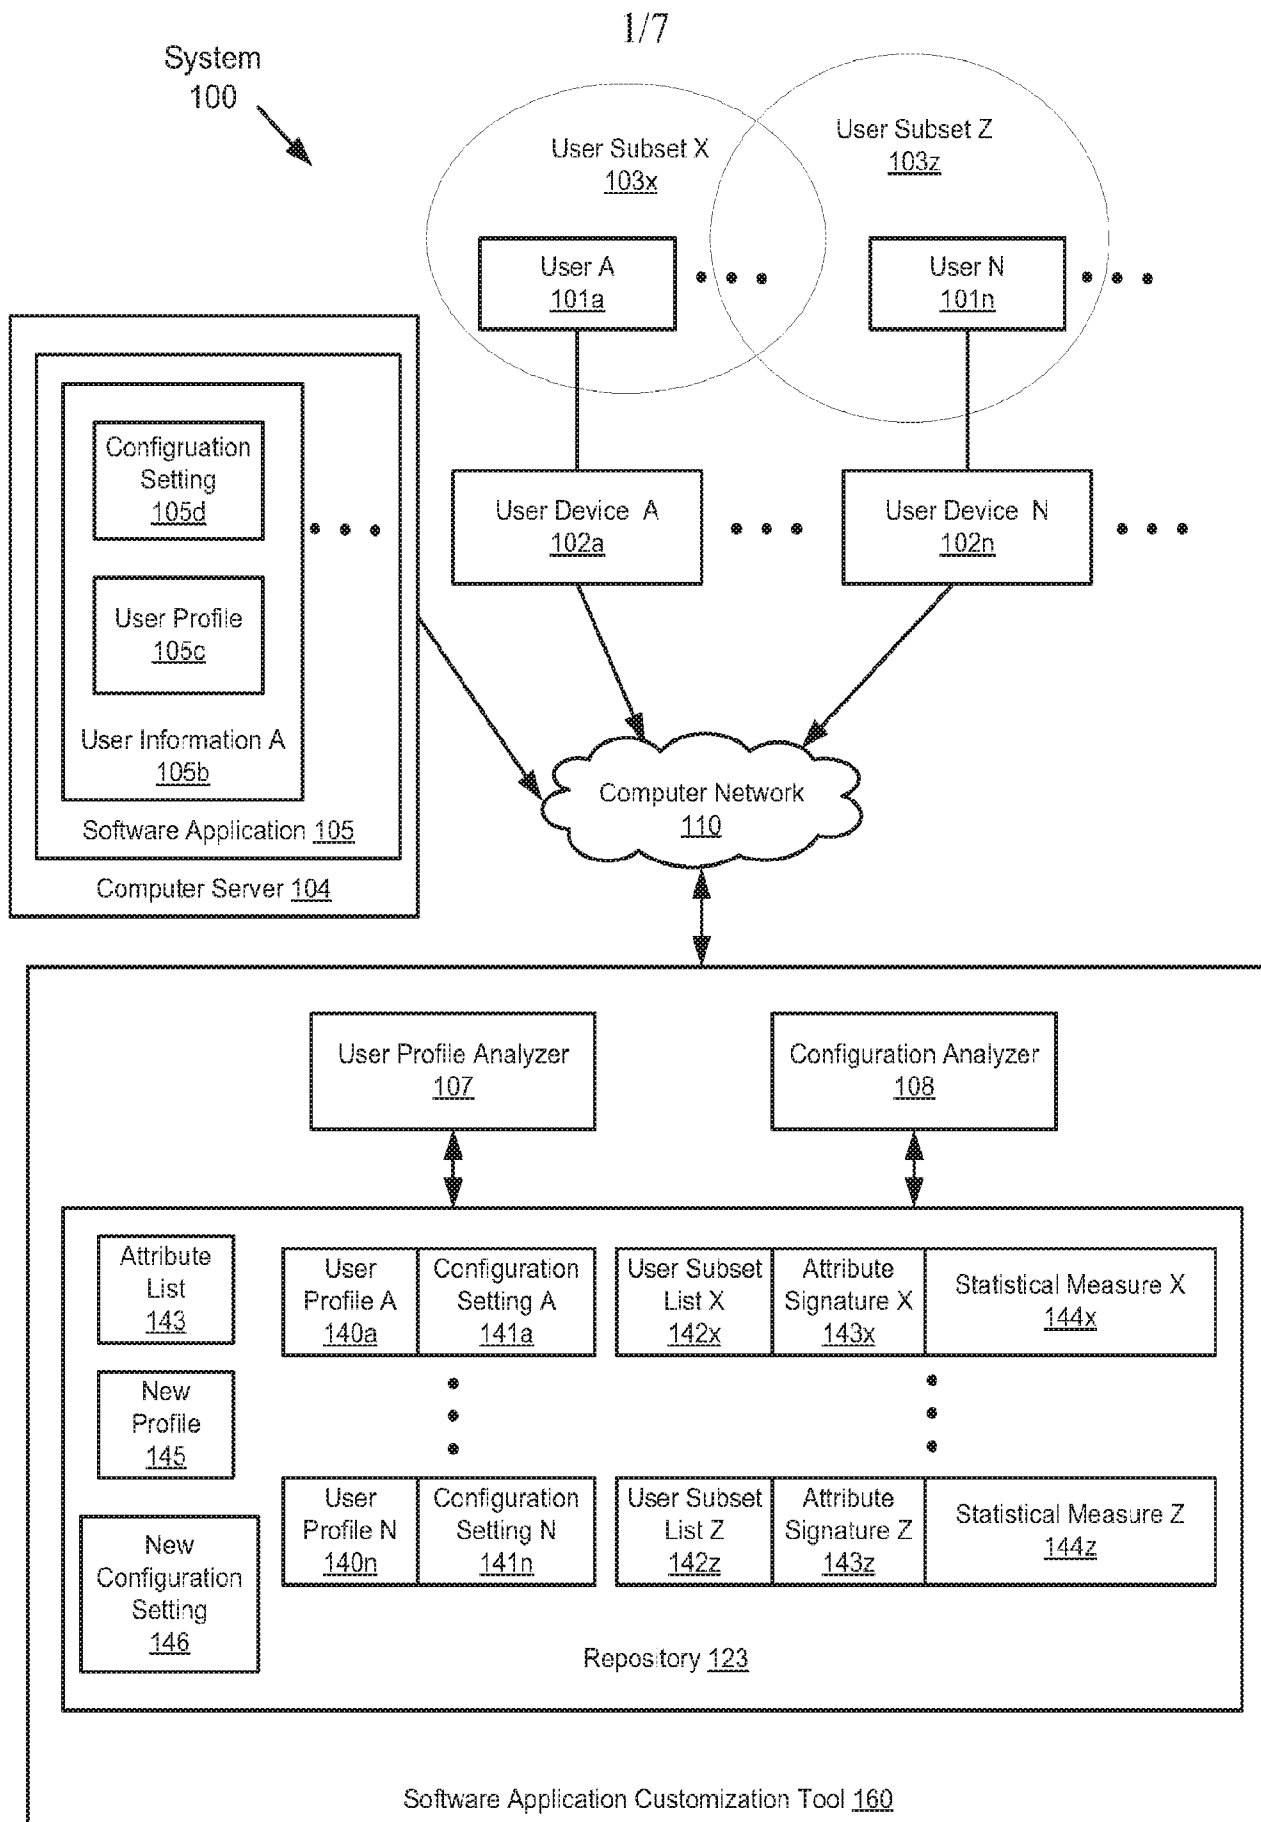 1/7
System
100
User Subset X
103x
User Subset Z
103z
User A
101a
User N
101n
User Device A
102a
User Device N
102n
Configruation
Setting
105d
User Profile
105c
User Information A
105b
Software Application 105
Computer Server 104
Computer Network
110
User Profile Analyzer
107
Configuration Analyzer
108
Attribute
List
143
New
Profile
145
New
Configuration
Setting
146
User
Profile A
140a
Configuration
Setting A
141a
User Subset
List X
142x
Attribute
Signature X
143x
Statistical Measure X
144x
User
Profile N
140n
Configuration
Setting N
141n
User Subset
List Z
142z
Attribute
Signature Z
143z
Statistical Measure Z
144z
Repository 123
Software Application Customization Tool 160